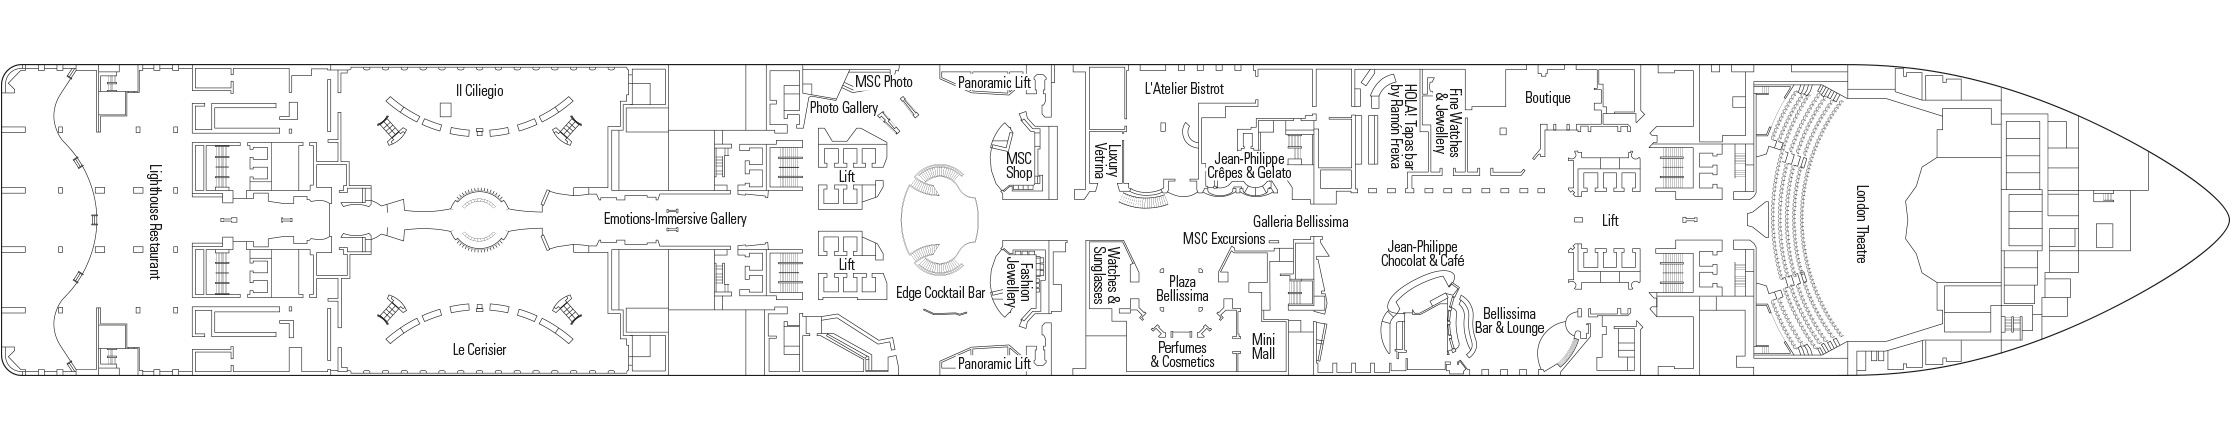 Lighthouse Restaurant
Il Ciliegio
Le Cerisier
Emotions-Immersive Gallery
MSC Photo
Photo Gallery
Lift
Lift
Edge Cocktail Bar
Panoramic Lift
MSC
Shop
Fashion
Jewellery
Panoramic Lift
L'Atelier Bistrot
Luxury
Vetrina
Jean-Philippe
Crêpes & Gelato
Galleria Bellissima
MSC Excursions
Watches &
Sunglasses
Plaza
Bellissima
Perfumes
& Cosmetics
Mini
Mall
HOLA! Tapas bar
by Ramón Freixa
Fine Watches
& Jewellery
Boutique
Jean-Philippe
Chocolat & Café
Bellissima
Bar & Lounge
Lift
London Theatre